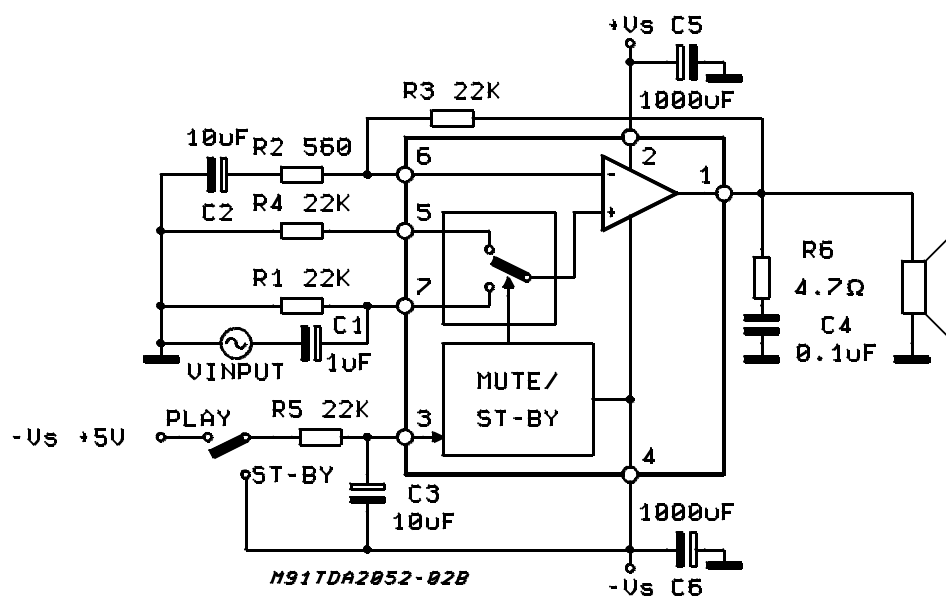 +Vs C5
1000uF
R3 22K
10uF
R2 560
6
2
1
C2
R4 22K
5
R6
4.7Ω
R1 22K
7
C1
C4
0.1uF
VINPUT
1uF
MUTE/
ST-BY
R5 22K
3
PLAY
-Vs +5V
4
ST-BY
C3
10uF
1000uF
M91TDA2052-02B
-Vs C6
-
+